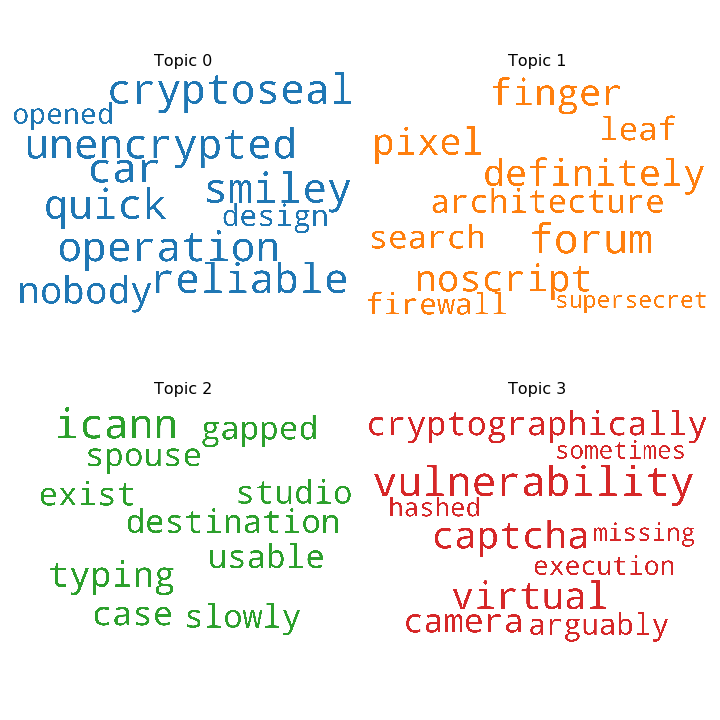 Topic 0
cryptoseal
opened
unencrypted
car
smiley
quick
design
operation
reliable
nobody
Topic 1
finger
leaf
pixel
definitely
architecture
search
forum
noscript
firewall
supersecret
Topic 2
icann
gapped
spouse
exist
studio
destination
usable
typing
case
slowly
Topic 3
cryptographically
sometimes
vulnerability
hashed
captcha
missing
execution
virtual
camera
arguably